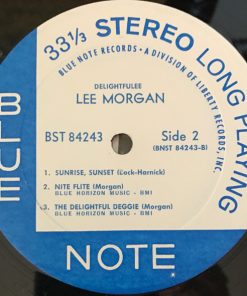 33 1/3 STEREO LONG PLAYING
BLUE NOTE RECORDS • A DIVISION OF LIBERTY RECORDS, INC.
DELIGHTFULEE
LEE MORGAN
BST 84243
Side 2
(BNST 84243-B)
1. SUNRISE, SUNSET (Bock-Harnick)
2. NITE FLITE (Morgan)
BLUE HORIZON MUSIC - BMI
3. THE DELIGHTFUL DEGGIE (Morgan)
BLUE HORIZON MUSIC - BMI
BLUE
NOTE